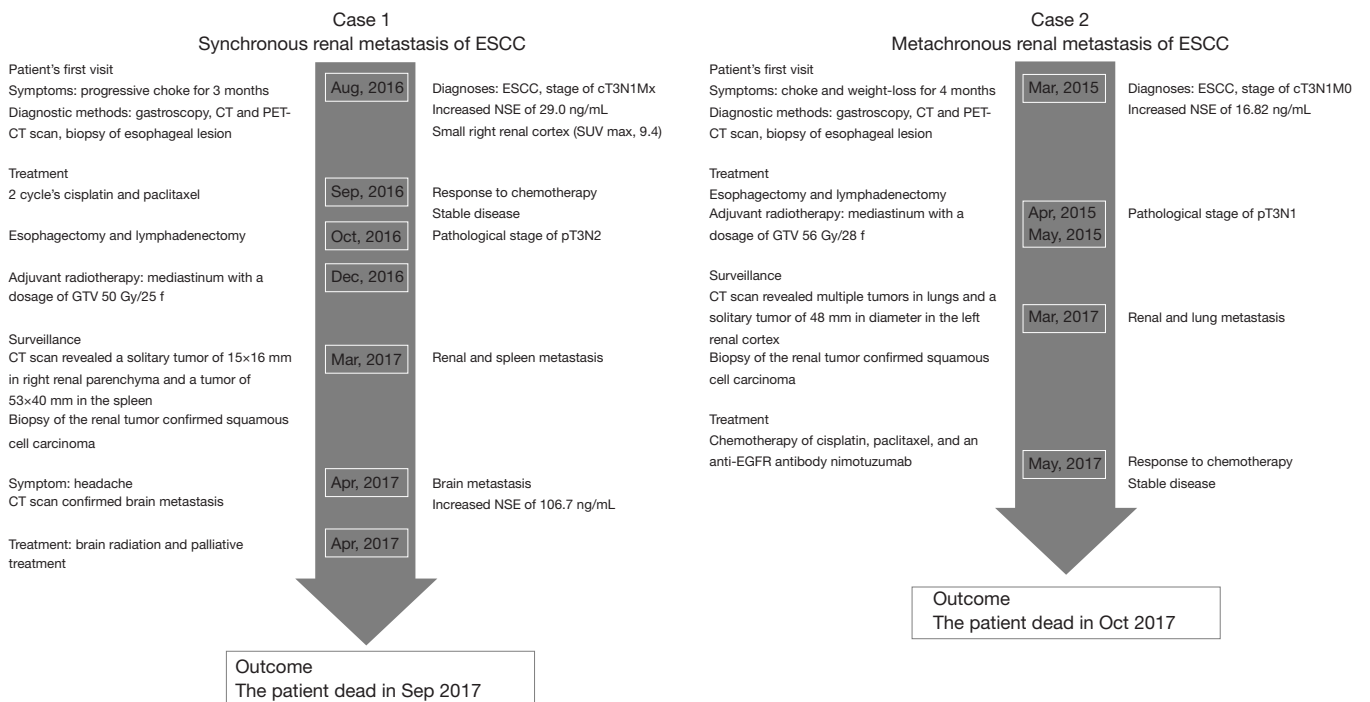 Case 1
Synchronous renal metastasis of ESCC
Patient's first visit
Symptoms: progressive choke for 3 months
Diagnostic methods: gastroscopy, CT and PET-
CT scan, biopsy of esophageal lesion
Aug, 2016
Diagnoses: ESCC, stage of cT3N1Mx
Increased NSE of 29.0 ng/mL
Small right renal cortex (SUV max, 9.4)
Treatment
2 cycle's cisplatin and paclitaxel
Sep, 2016
Response to chemotherapy
Stable disease
Esophagectomy and lymphadenectomy
Oct, 2016
Pathological stage of pT3N2
Adjuvant radiotherapy: mediastinum with a
dosage of GTV 50 Gy/25 f
Dec, 2016
Surveillance
CT scan revealed a solitary tumor of 15×16 mm
in right renal parenchyma and a tumor of
53×40 mm in the spleen
Biopsy of the renal tumor confirmed squamous
cell carcinoma
Mar, 2017
Renal and spleen metastasis
Symptom: headache
CT scan confirmed brain metastasis
Apr, 2017
Brain metastasis
Increased NSE of 106.7 ng/mL
Treatment: brain radiation and palliative
treatment
Apr, 2017
Outcome
The patient dead in Sep 2017
Case 2
Metachronous renal metastasis of ESCC
Patient's first visit
Symptoms: choke and weight-loss for 4 months
Diagnostic methods: gastroscopy, CT and PET-
CT scan, biopsy of esophageal lesion
Mar, 2015
Diagnoses: ESCC, stage of cT3N1M0
Increased NSE of 16.82 ng/mL
Treatment
Esophagectomy and lymphadenectomy
Adjuvant radiotherapy: mediastinum with a
dosage of GTV 56 Gy/28 f
Apr, 2015
May, 2015
Pathological stage of pT3N1
Surveillance
CT scan revealed multiple tumors in lungs and a
solitary tumor of 48 mm in diameter in the left
renal cortex
Biopsy of the renal tumor confirmed squamous
cell carcinoma
Mar, 2017
Renal and lung metastasis
Treatment
Chemotherapy of cisplatin, paclitaxel, and an
anti-EGFR antibody nimotuzumab
May, 2017
Response to chemotherapy
Stable disease
Outcome
The patient dead in Oct 2017